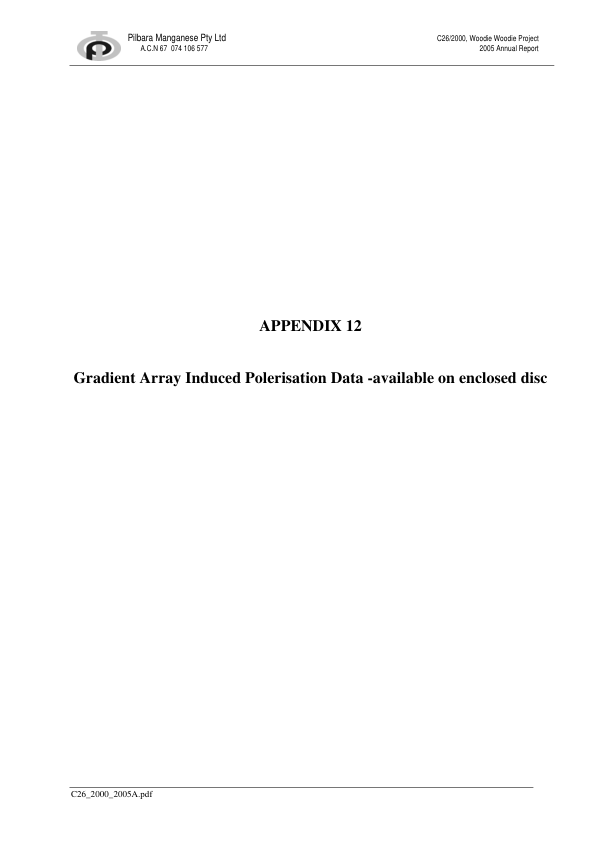 Pilbara Manganese Pty Ltd
A.C.N 67 074 106 577
C26/2000, Woodie Woodie Project
2005 Annual Report
APPENDIX 12
Gradient Array Induced Polerisation Data -available on enclosed disc
C26_2000_2005A.pdf